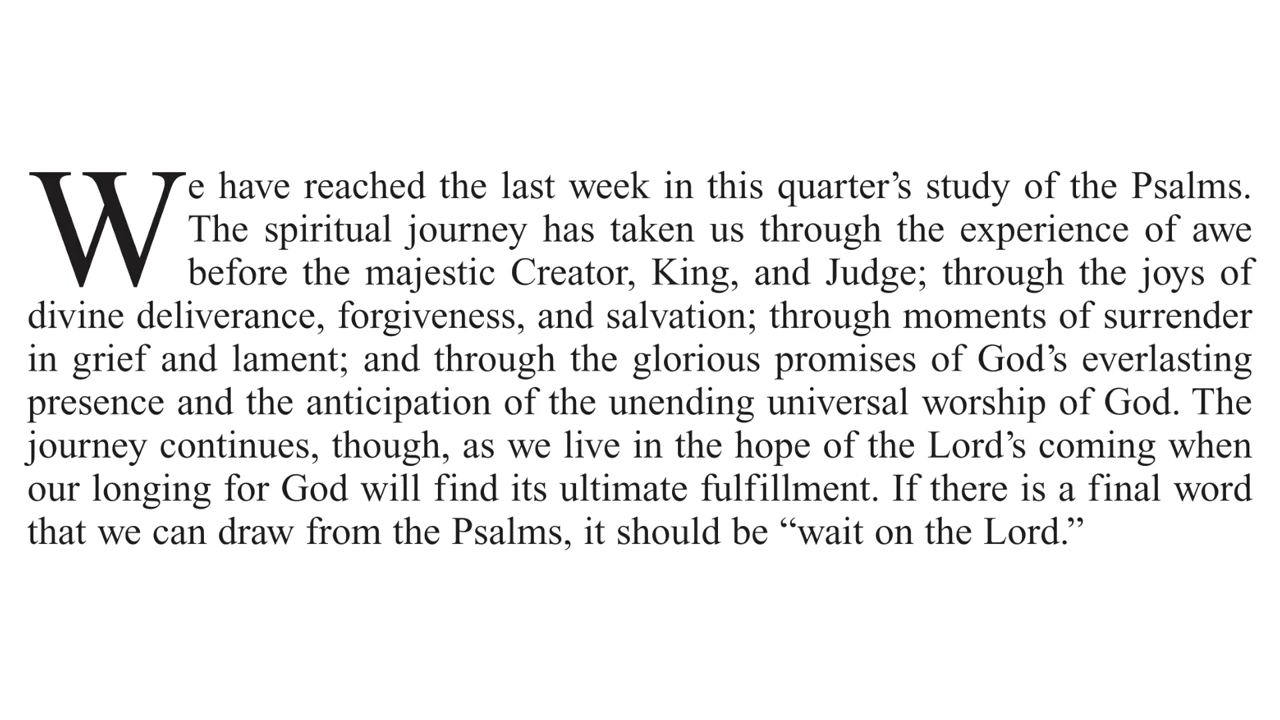 We have reached the last week in this quarter’s study of the Psalms.
The spiritual journey has taken us through the experience of awe
before the majestic Creator, King, and Judge; through the joys of
divine deliverance, forgiveness, and salvation; through moments of surrender
in grief and lament; and through the glorious promises of God’s everlasting
presence and the anticipation of the unending universal worship of God. The
journey continues, though, as we live in the hope of the Lord’s coming when
our longing for God will find its ultimate fulfillment. If there is a final word
that we can draw from the Psalms, it should be “wait on the Lord.”